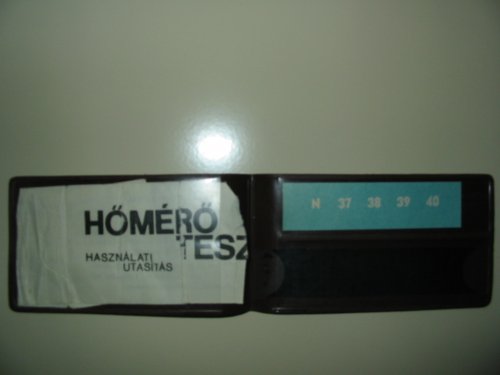 HŐMÉRŐ
TESZ
HASZNÁLATI
UTASÍTÁS
N 37 38 39 40